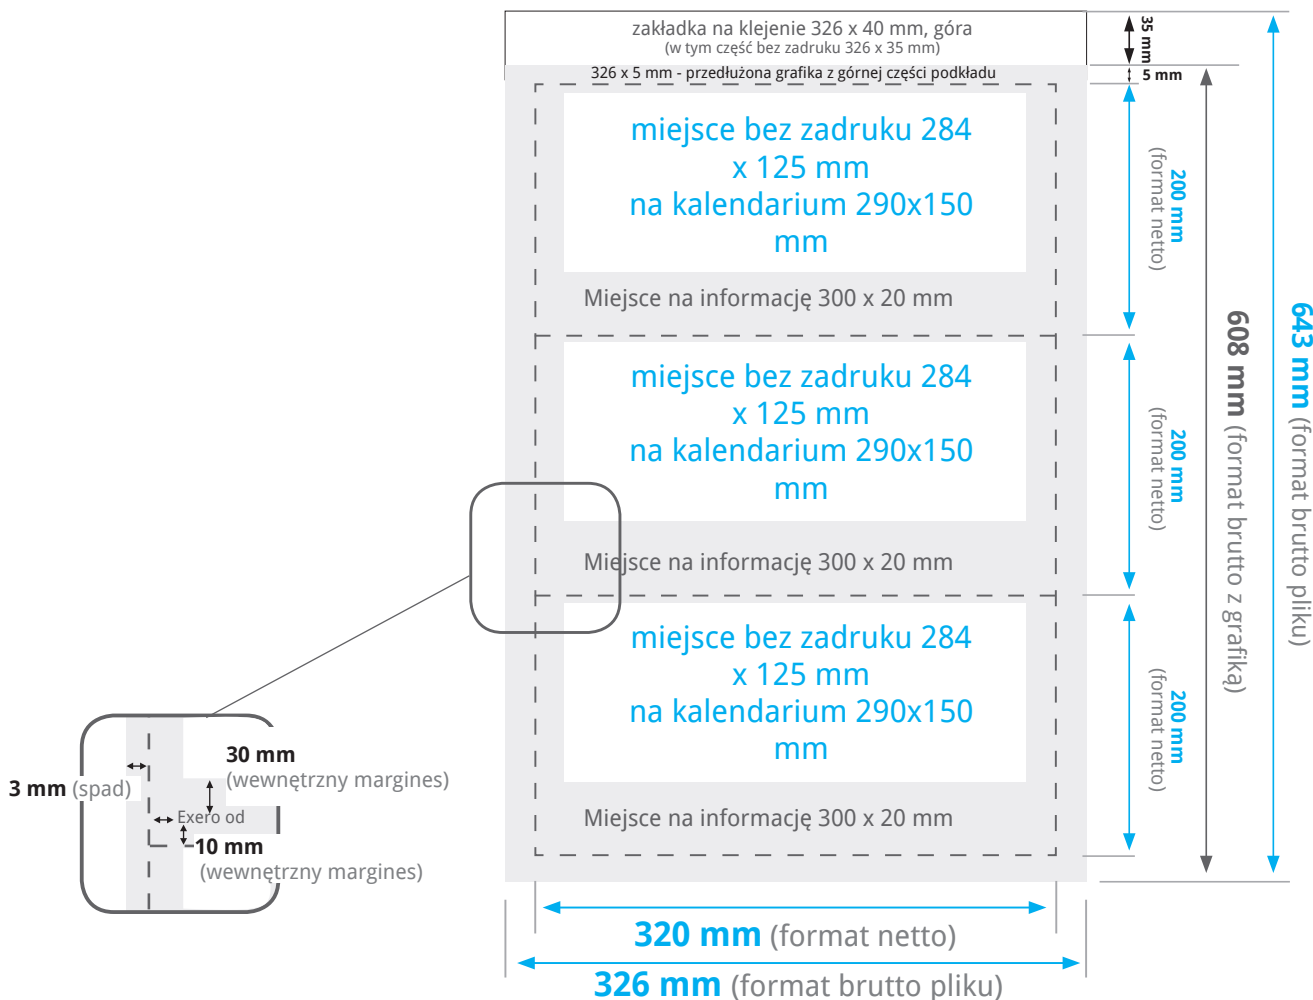 zakładka na klejenie 326 x 40 mm, góra
(w tym część bez zadruku 326 x 35 mm)
35 mm
326 x 5 mm - przedłużona grafika z górnej części podkładu
5 mm
miejsce bez zadruku 284
x 125 mm
na kalendarium 290x150
mm
200 mm
(format netto)
Miejsce na informację 300 x 20 mm
643 mm (format brutto pliku)
608 mm (format brutto z grafiką)
miejsce bez zadruku 284
x 125 mm
na kalendarium 290x150
mm
200 mm
(format netto)
Miejsce na informację 300 x 20 mm
miejsce bez zadruku 284
x 125 mm
na kalendarium 290x150
mm
200 mm
(format netto)
Miejsce na informację 300 x 20 mm
30 mm
(wewnętrzny margines)
3 mm (spad)
Exero od
10 mm
(wewnętrzny margines)
320 mm (format netto)
326 mm (format brutto pliku)